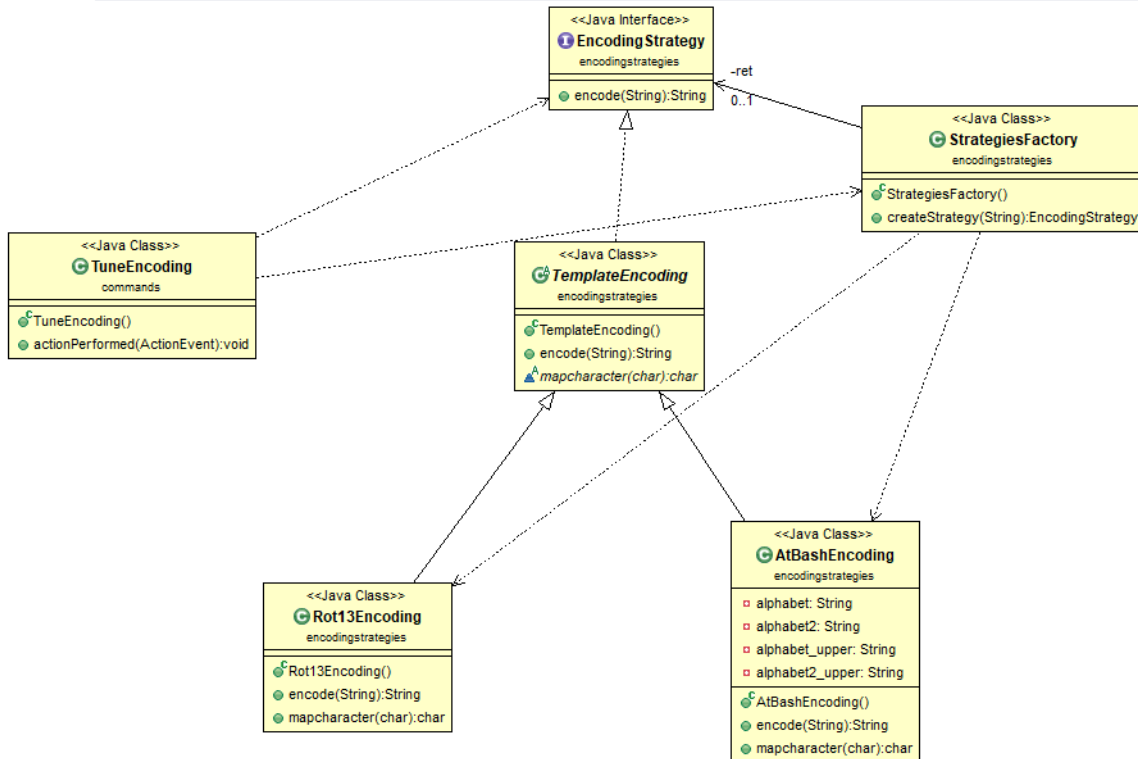 <<Java Interface>>
EncodingStrategy
encodingstrategies
encode(String):String
-ret
0..1
<<Java Class>>
StrategiesFactory
encodingstrategies
StrategiesFactory()
createStrategy(String):EncodingStrategy
<<Java Class>>
TuneEncoding
commands
TuneEncoding()
actionPerformed(ActionEvent):void
<<Java Class>>
TemplateEncoding
encodingstrategies
TemplateEncoding()
encode(String):String
mapcharacter(char):char
<<Java Class>>
Rot13Encoding
encodingstrategies
Rot13Encoding()
encode(String):String
mapcharacter(char):char
<<Java Class>>
AtBashEncoding
encodingstrategies
alphabet: String
alphabet2: String
alphabet_upper: String
alphabet2_upper: String
AtBashEncoding()
encode(String):String
mapcharacter(char):char